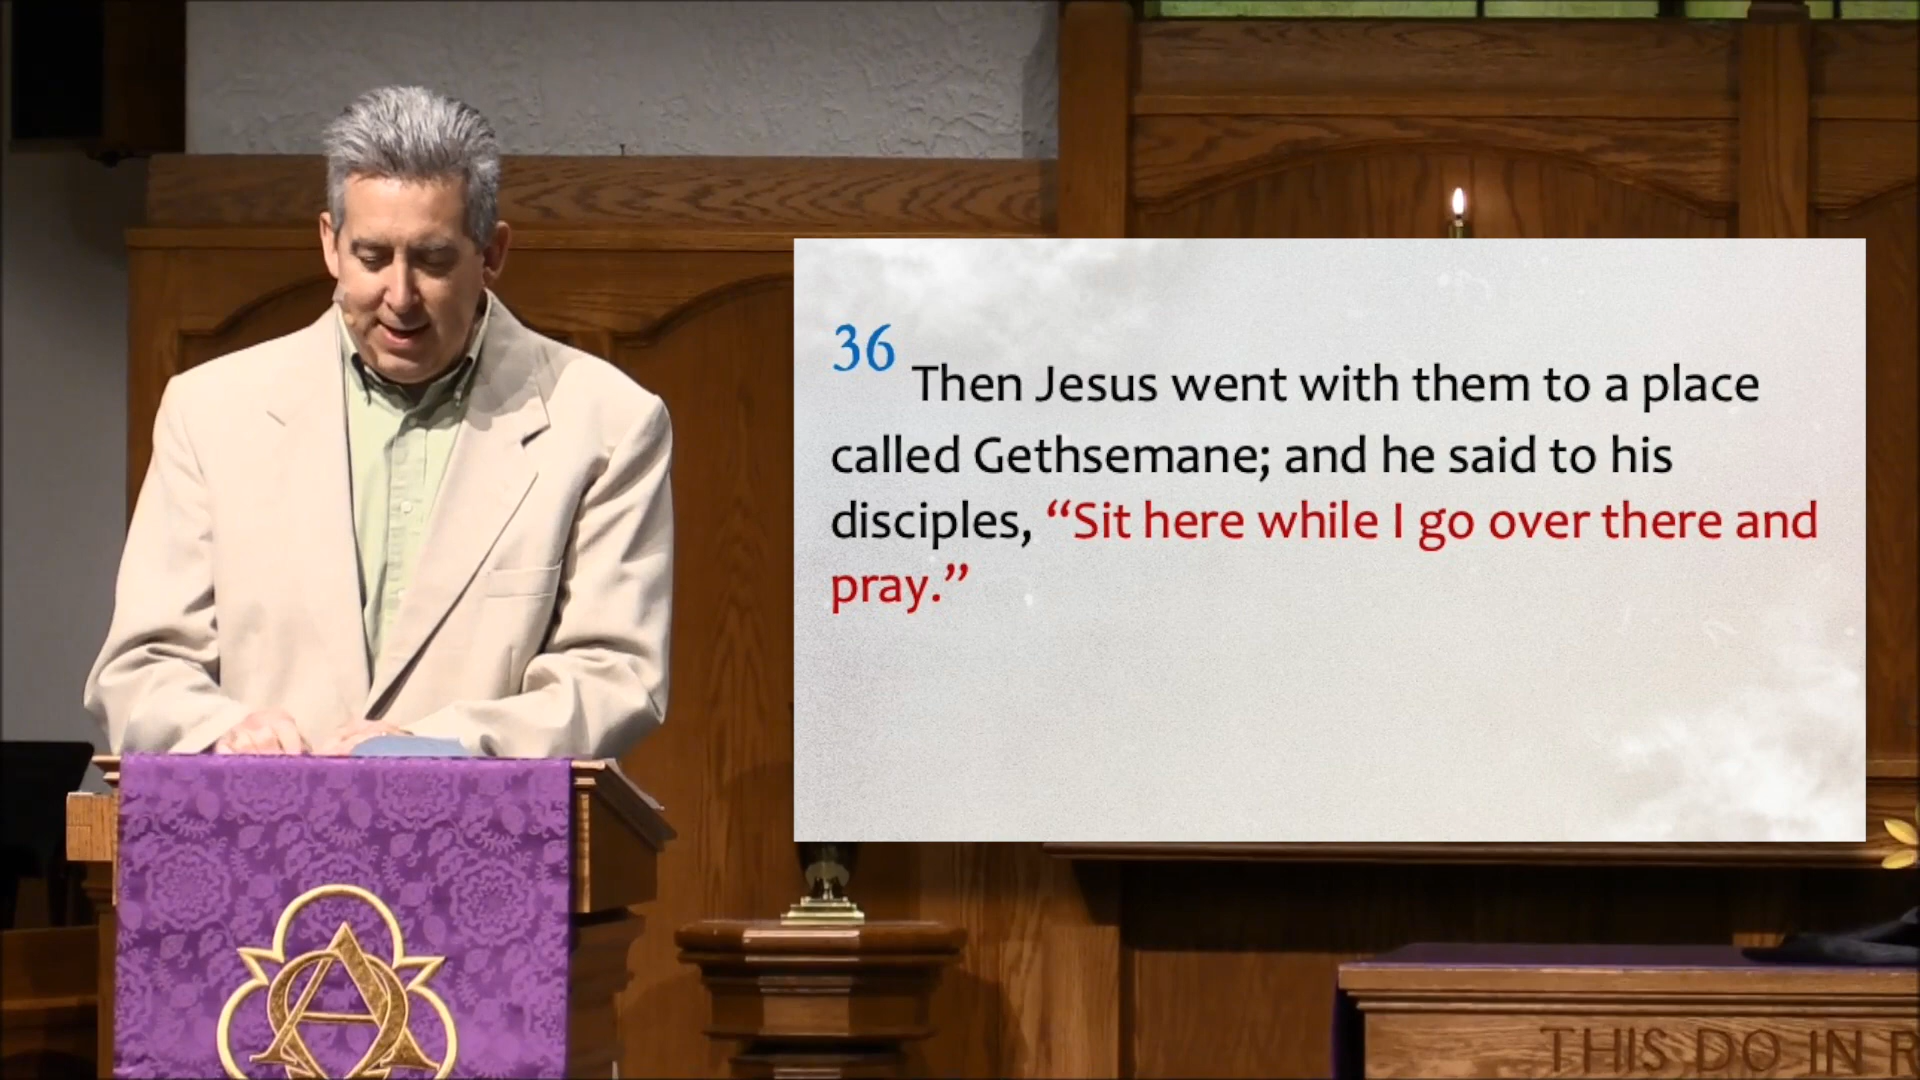 36 Then Jesus went with them to a place
called Gethsemane; and he said to his
disciples, “Sit here while I go over there and
pray.”
THIS DO IN R